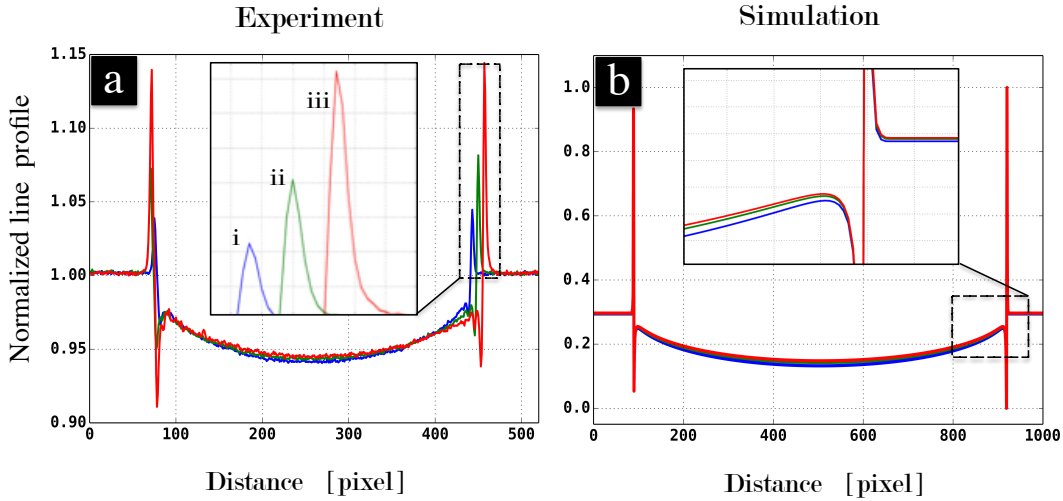 Experiment
Simulation
a
b
i
ii
iii
Normalized line profile
1.15
1.10
1.05
1.00
0.95
0.90
0 100 200 300 400 500
Distance [pixel]
1.0
0.8
0.6
0.4
0.2
0.0
0 200 400 600 800 1000
Distance [pixel]